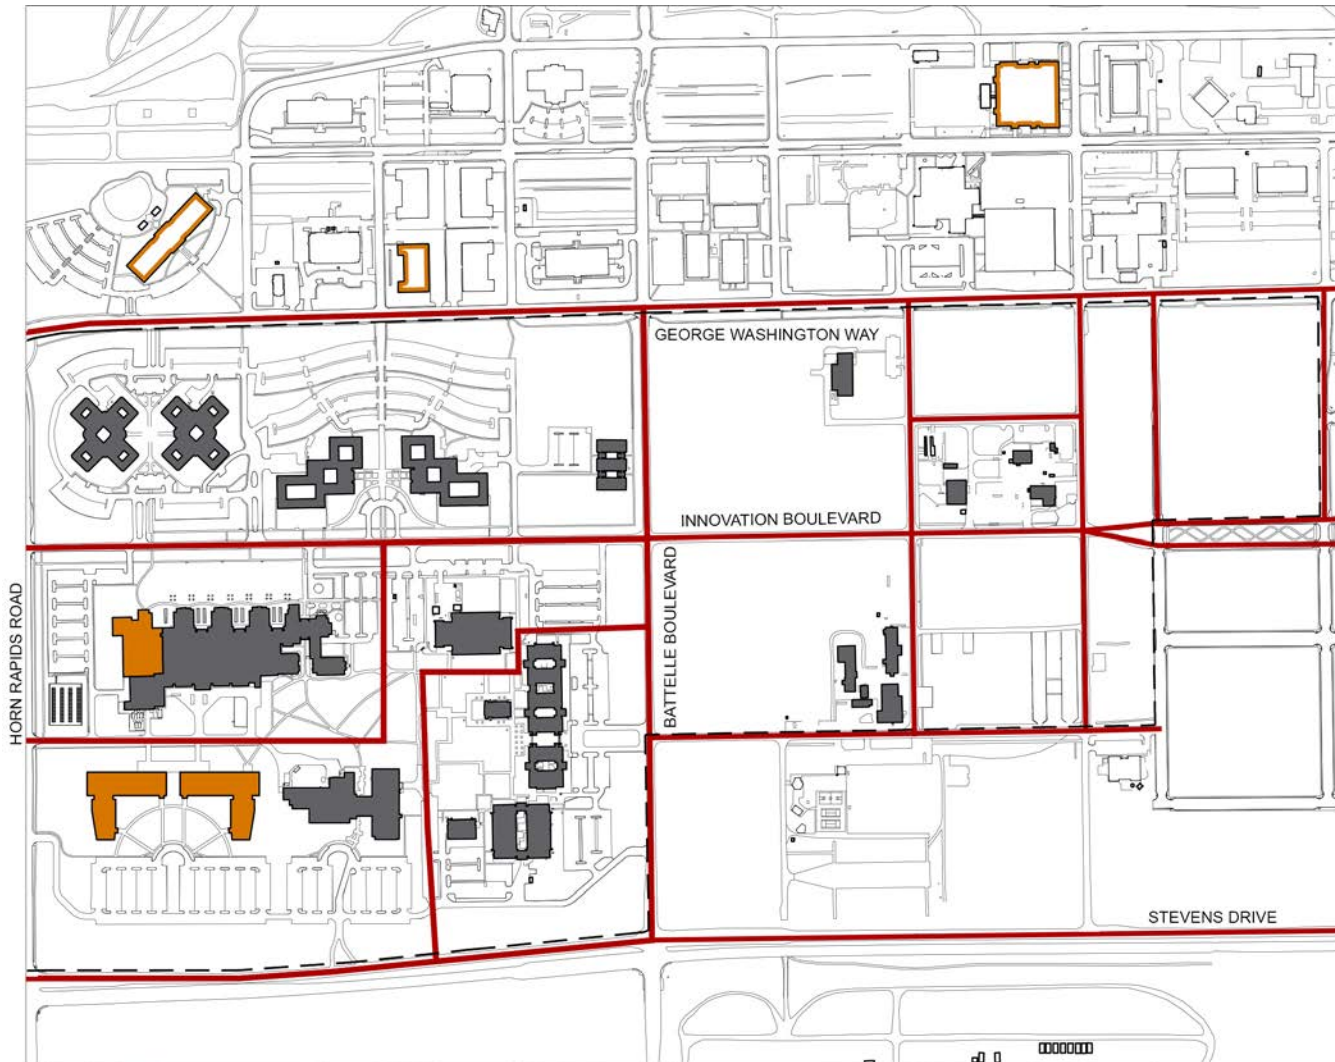 GEORGE WASHINGTON WAY
INNOVATION BOULEVARD
BATTELLE BOULEVARD
HORN RAPIDS ROAD
STEVENS DRIVE